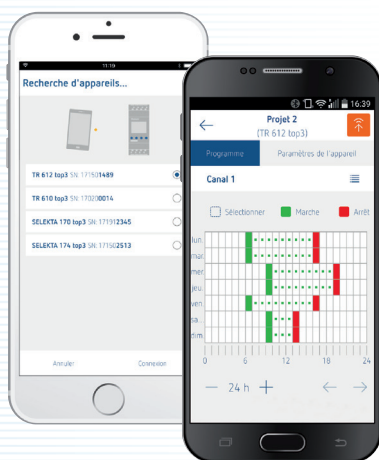 11:19
Recherche d'appareils...
TR 612 top3 SN: 171501489
TR 610 top3 SN: 170200014
SELEKTA 170 top3 SN: 171912345
SELEKTA 174 top3 SN: 171502513
Annuler
Connexion
16:39
Projet 2
(TR 612 top3)
Programme
Paramètres de l'appareil
Canal 1
Sélectionner
Marche
Arrêt
lun.
mar.
mer.
jeu.
ven.
sa
dim.
0 6 12 18 24
24 h